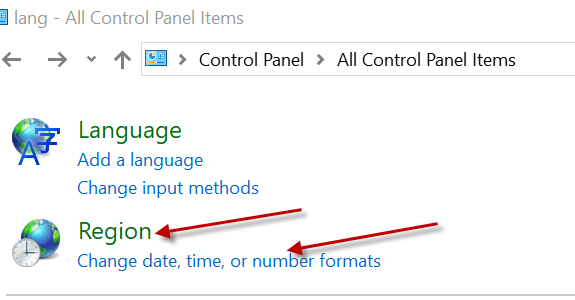 lang - All Control Panel Items
Control Panel > All Control Panel Items
Language
Add a language
Change input methods
Region
Change date, time, or number formats